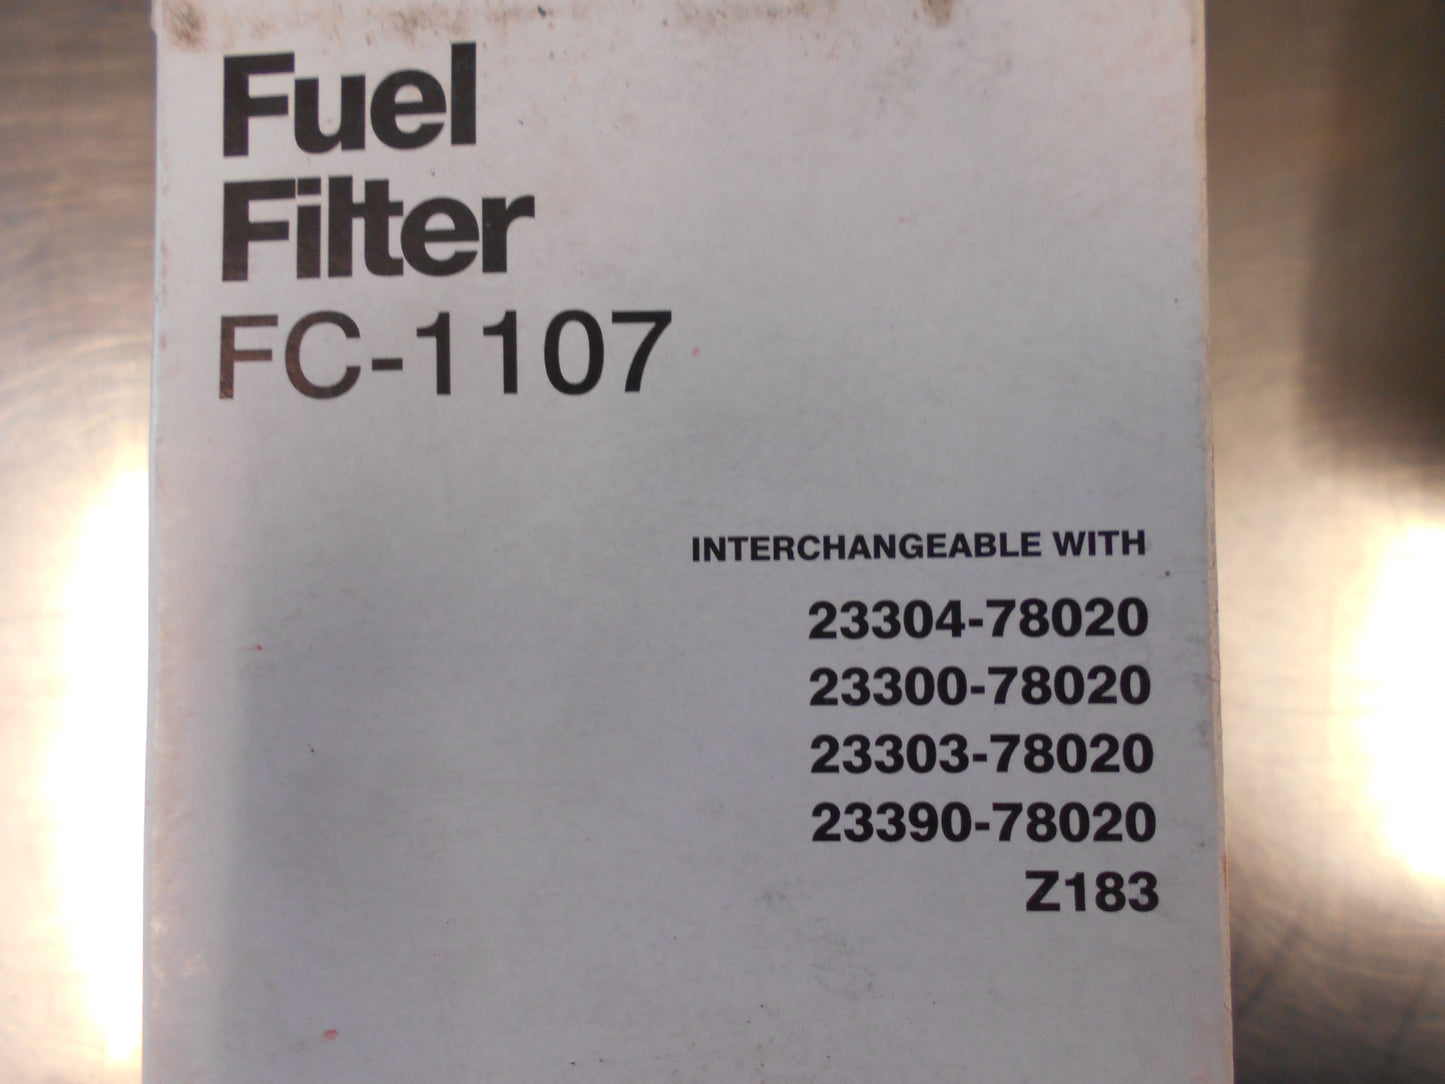 Fuel
Filter
FC-1107
INTERCHANGEABLE WITH
23304-78020
23300-78020
23303-78020
23390-78020
Z183